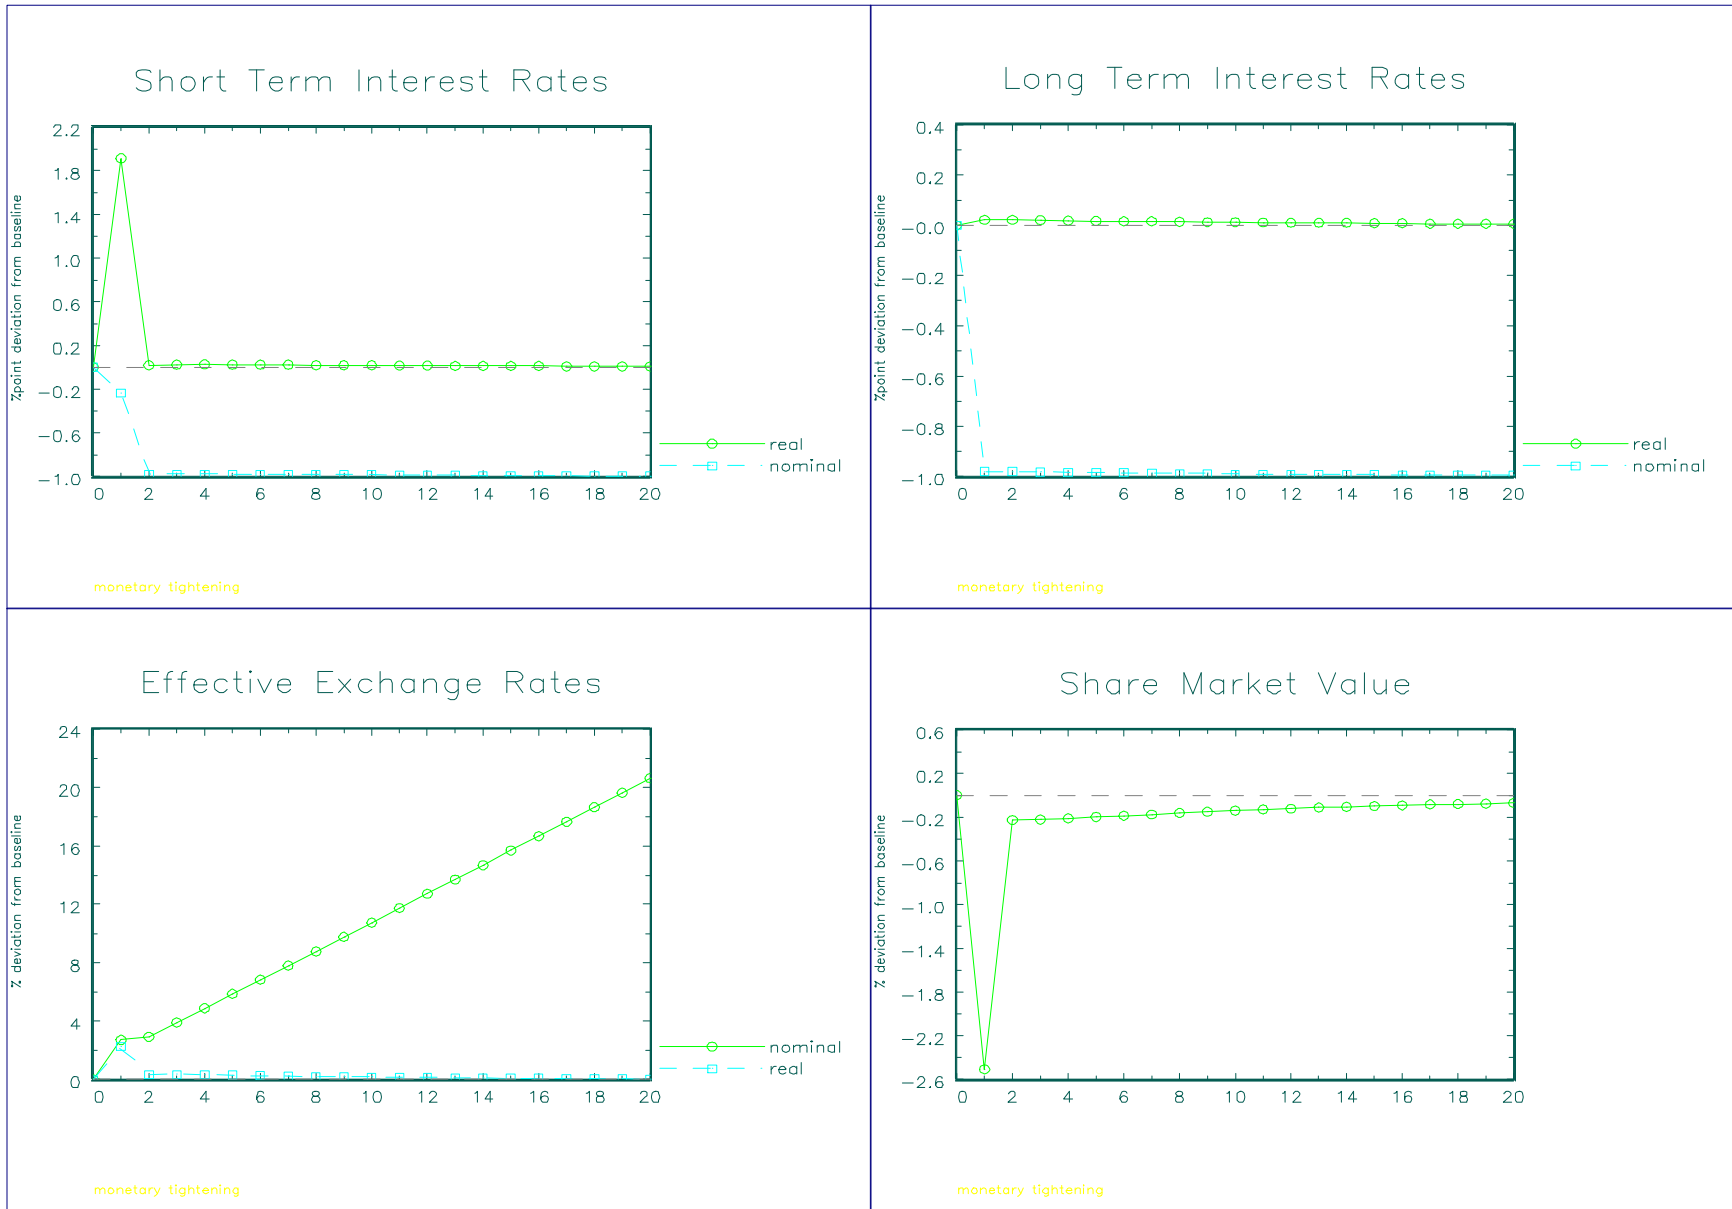 Short Term Interest Rates
%point deviation from baseline
2.2
1.8
1.4
1.0
0.6
0.2
−0.2
−0.6
−1.0
0 2 4 6 8 10 12 14 16 18 20
real
nominal
monetary tightening
Long Term Interest Rates
%point deviation from baseline
0.4
0.2
−0.0
−0.2
−0.4
−0.6
−0.8
−1.0
0 2 4 6 8 10 12 14 16 18 20
real
nominal
monetary tightening
Effective Exchange Rates
% deviation from baseline
24
20
16
12
8
4
0
0 2 4 6 8 10 12 14 16 18 20
nominal
real
monetary tightening
Share Market Value
% deviation from baseline
0.6
0.2
−0.2
−0.6
−1.0
−1.4
−1.8
−2.2
−2.6
0 2 4 6 8 10 12 14 16 18 20
monetary tightening